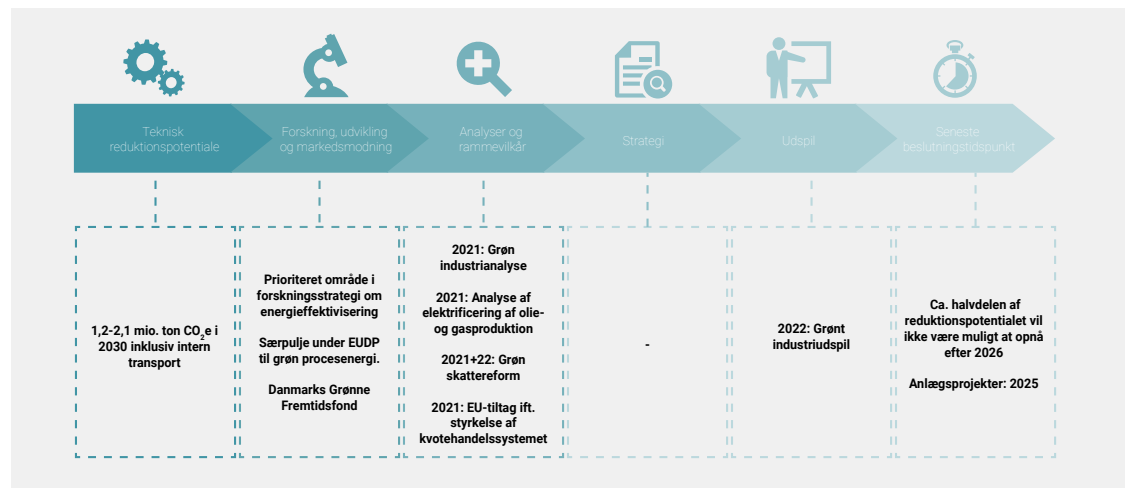 Teknisk
reduktionspotentiale
Forskning, udvikling
og markedsmodning
Analyser og
rammevilkår
Strategi
Udspil
Seneste
beslutningstidspunkt
1,2-2,1 mio. ton CO2e i
2030 inklusiv intern
transport
Prioriteret område i
forskningsstrategi om
energieffektivisering
Særpulje under EUDP
til grøn procesenergi.
Danmarks Grønne
Fremtidsfond
2021: Grøn
industrianalyse
2021: Analyse af
elektrificering af olie-
og gasproduktion
2021+22: Grøn
skattereform
2021: EU-tiltag ift.
styrkelse af
kvotehandelssystemet
-
2022: Grønt
industriudspil
Ca. halvdelen af
reduktionspotentialet vil
ikke være muligt at opnå
efter 2026
Anlægsprojekter: 2025